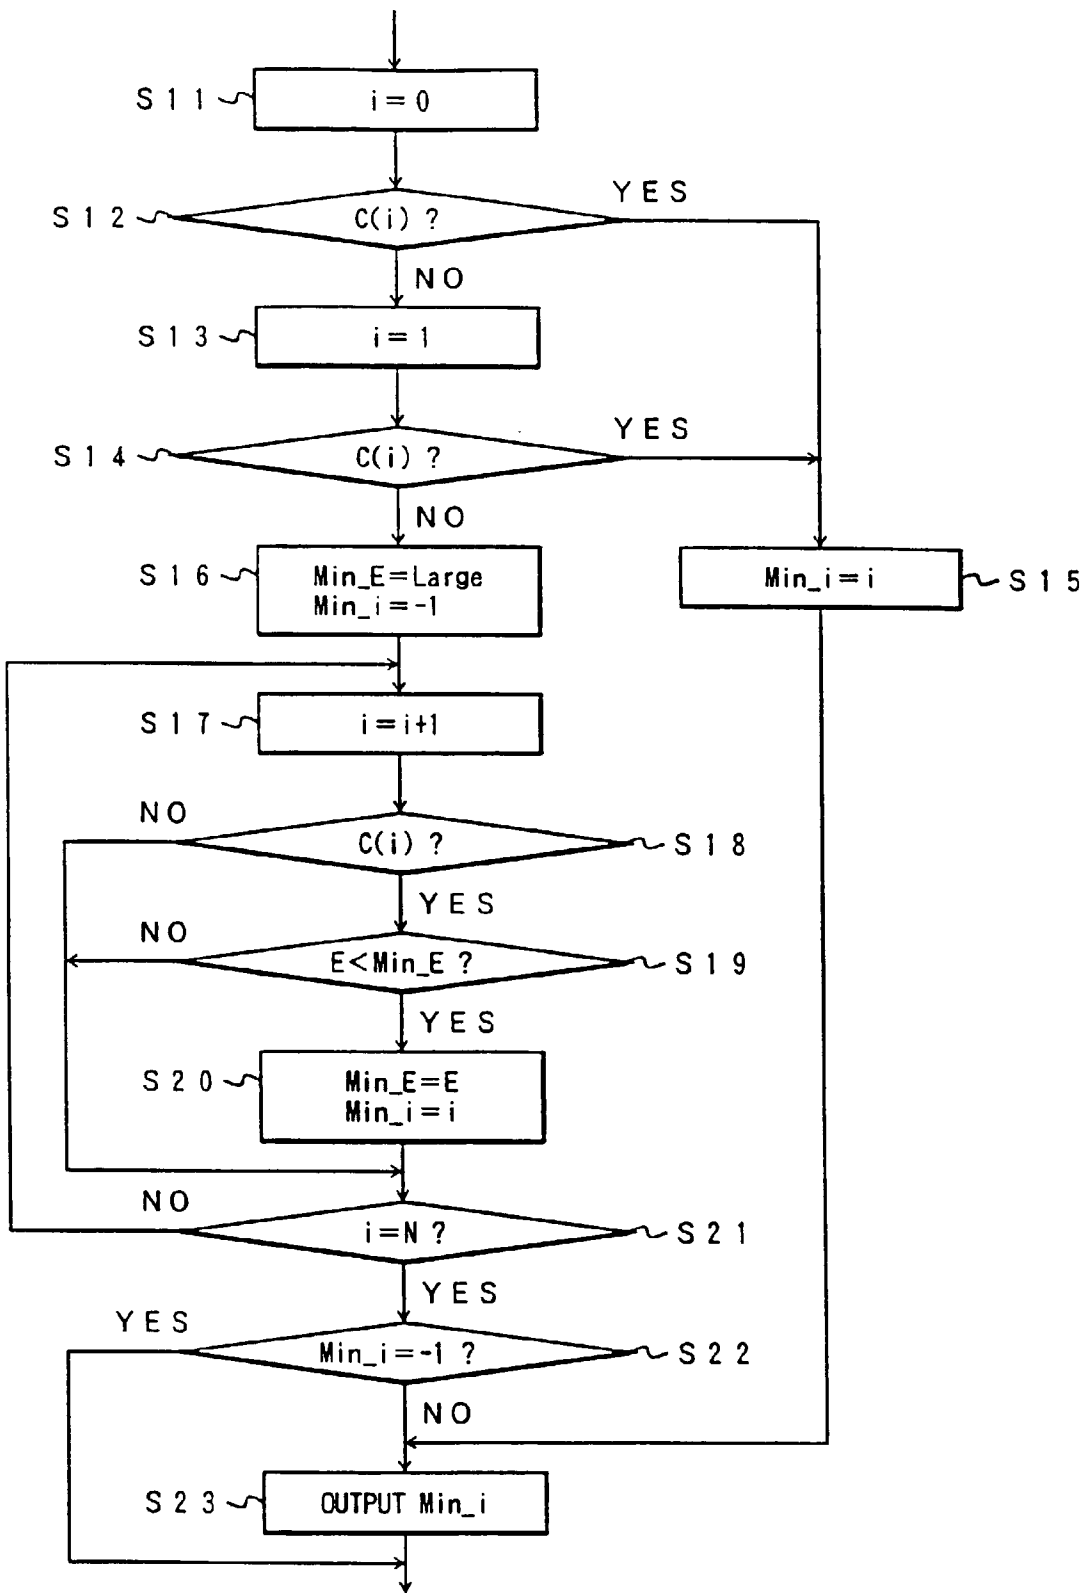 S11
i=0
YES
S12
C(i) ?
NO
S13
i=1
YES
S14
C(i) ?
NO
S16
Min_E=Large
Min_i=-1
Min_i=i
S15
S17
i=i+1
NO
C(i) ?
S18
YES
NO
E<Min_E ?
S19
YES
S20
Min_E=E
Min_i=i
NO
i=N ?
S21
YES
YES
Min_i=-1 ?
S22
NO
S23
OUTPUT Min_i